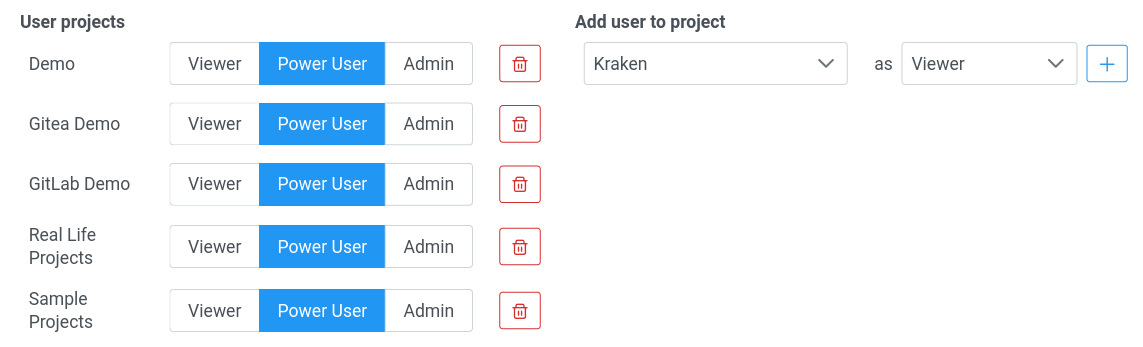 User projects
Add user to project
Demo Viewer Power User Admin
Kraken as Viewer
Gitea Demo Viewer Power User Admin
GitLab Demo Viewer Power User Admin
Real Life
Projects
Viewer Power User Admin
Sample
Projects
Viewer Power User Admin